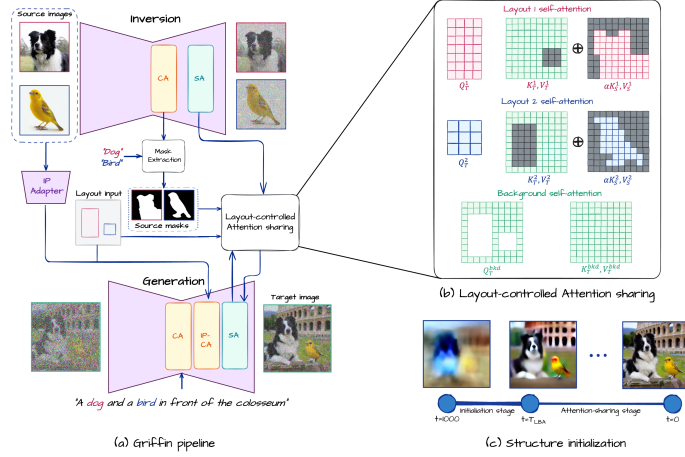 Source images
Inversion
CA
SA
"Dog"
"Bird"
Mask
Extraction
IP
Adapter
Layout input
Source masks
Layout-controlled
Attention sharing
Generation
Target image
CA
IP-
CA
SA
"A dog and a bird in front of the colosseum"
(a) Griffin pipeline
Layout 1 self-attention
Q_T^1
K_T^1, V_T^1
⊕
αK_S^1, V_S^1
Layout 2 self-attention
Q_T^2
K_T^2, V_T^2
⊕
αK_S^2, V_S^2
Background self-attention
Q_T^{bkd}
K_T^{bkd}, V_T^{bkd}
(b) Layout-controlled Attention sharing
...
Initialiation stage
Attention-sharing stage
t=1000
t=T_{LBA}
t=0
(c) Structure initialization